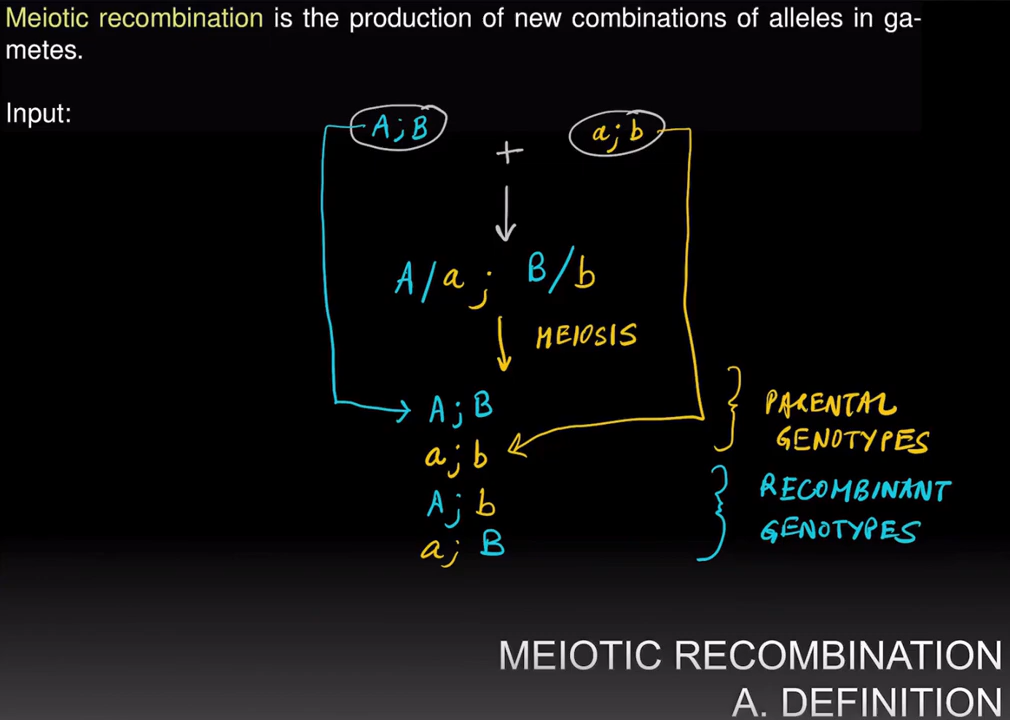 Meiotic recombination is the production of new combinations of alleles in ga-
metes.
Input:
A;B
a;b
+
A/a; B/b
MEIOSIS
A;B
a;b
A;b
a;B
PARENTAL
GENOTYPES
RECOMBINANT
GENOTYPES
MEIOTIC RECOMBINATION
A. DEFINITION